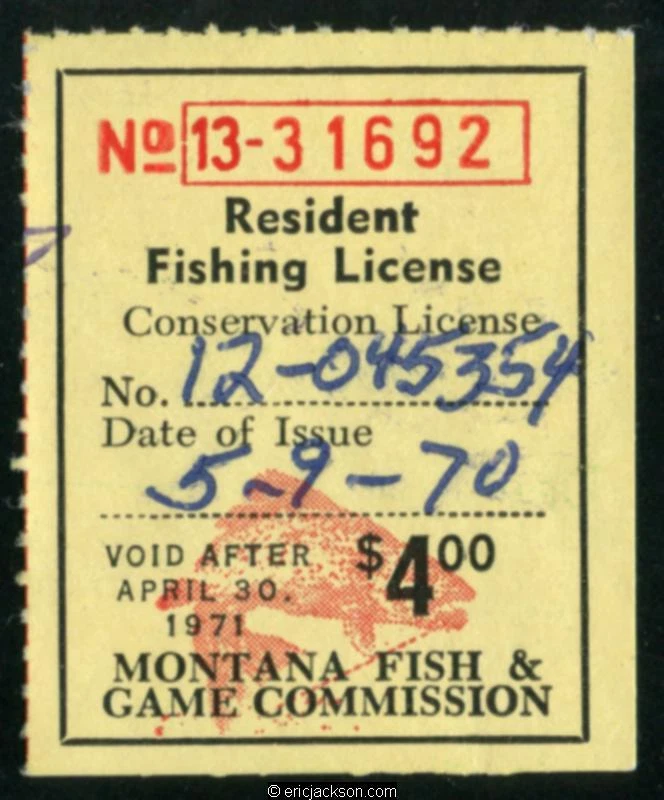 No 13-31692
Resident
Fishing License
Conservation License
No. 12-045354
Date of Issue
5-9-70
VOID AFTER $4.00
APRIL 30,
1971
MONTANA FISH &
GAME COMMISSION
© ericjackson.com